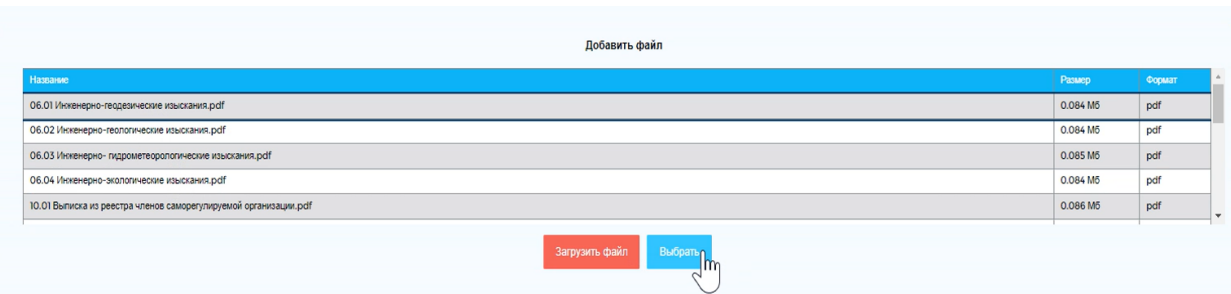 Добавить файл
Название Размер Формат
06.01 Инженерно-геодезические изыскания.pdf 0.084 Мб pdf
06.02 Инженерно-геологические изыскания.pdf 0.084 Мб pdf
06.03 Инженерно- гидрометеорологические изыскания.pdf 0.085 Мб pdf
06.04 Инженерно-экологические изыскания.pdf 0.084 Мб pdf
10.01 Выписка из реестра членов саморегулируемой организации.pdf 0.086 Мб pdf
Загрузить файл Выбрать